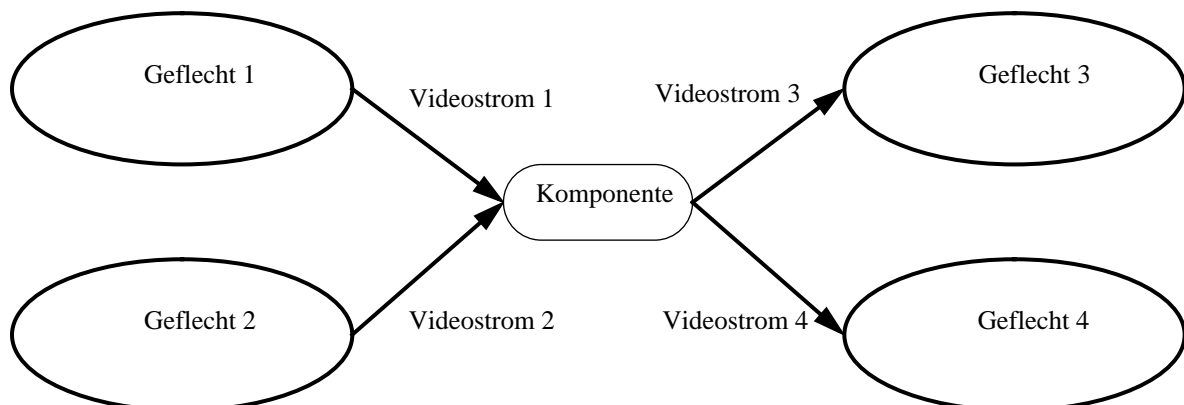 Geflecht 1
Geflecht 3
Videostrom 1
Videostrom 3
Komponente
Geflecht 2
Videostrom 2
Videostrom 4
Geflecht 4